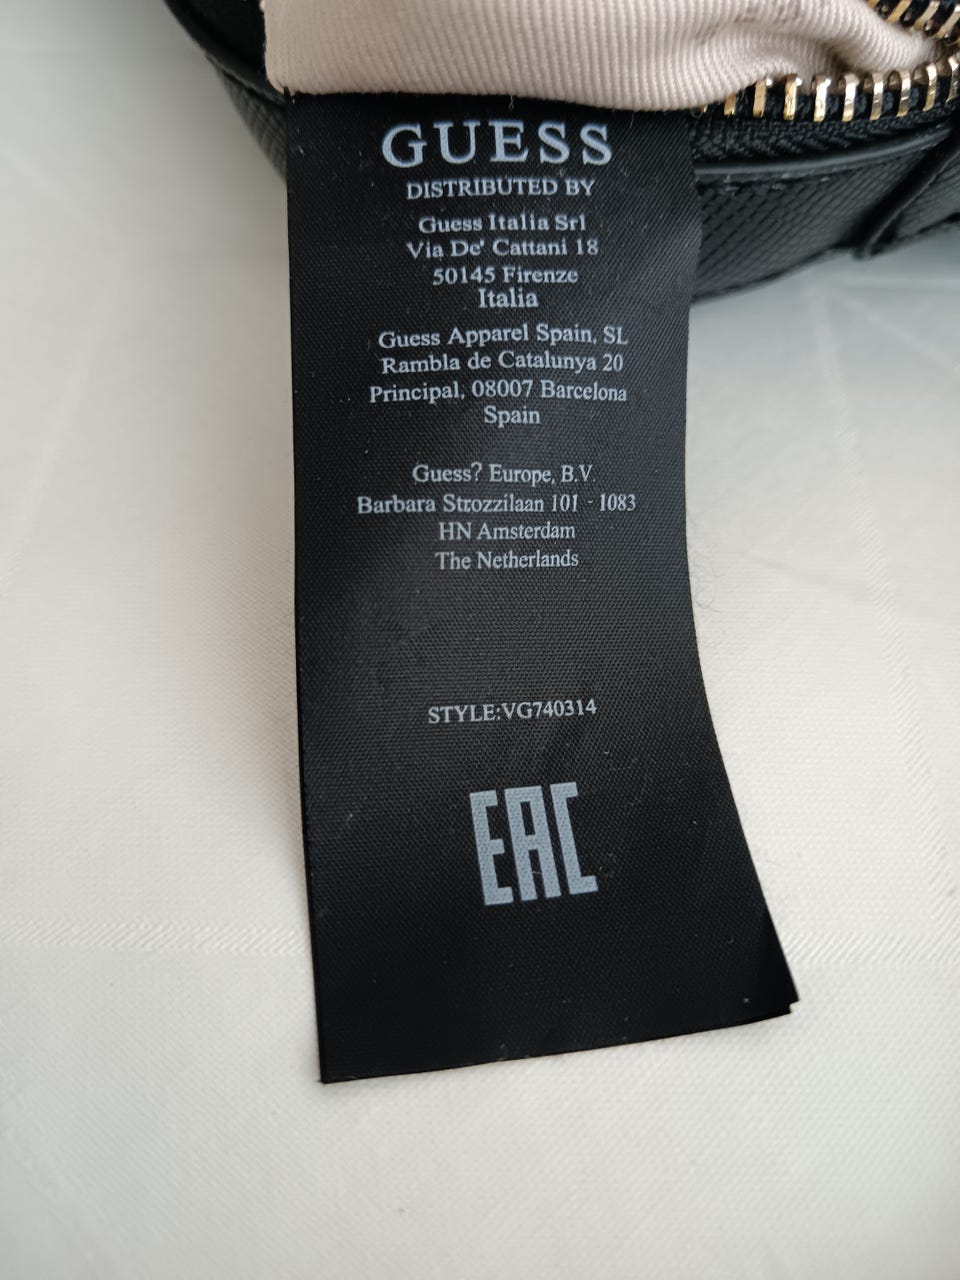 GUESS
DISTRIBUTED BY
Guess Italia Srl
Via De' Cattani 18
50145 Firenze
Italia
Guess Apparel Spain, SL
Rambla de Catalunya 20
Principal, 08007 Barcelona
Spain
Guess? Europe, B.V.
Barbara Strozzilaan 101 - 1083
HN Amsterdam
The Netherlands
STYLE:VG740314
EAC